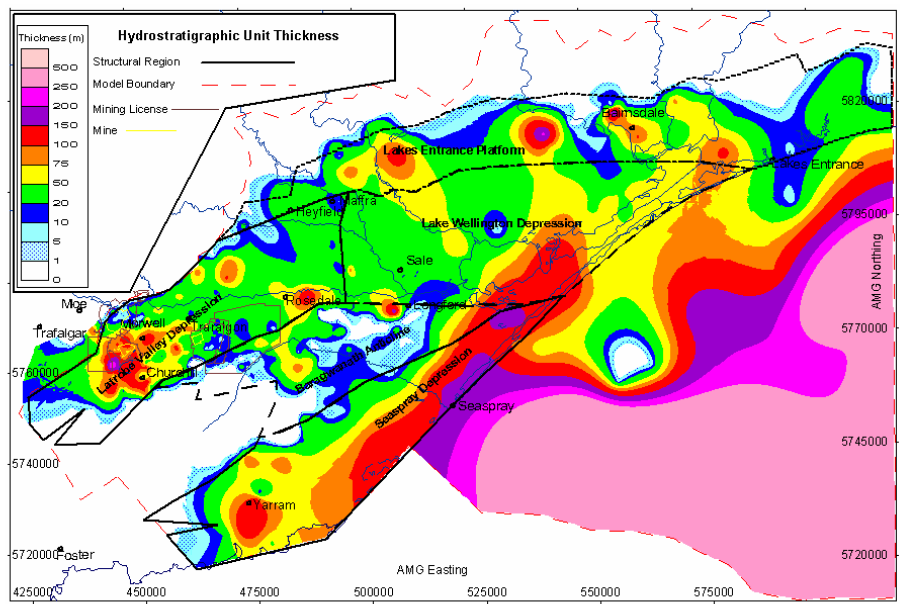 Thickness (m)
500
250
200
150
100
75
50
20
10
5
1
0
Hydrostratigraphic Unit Thickness
Structural Region
Model Boundary
Mining License
Mine
Bairnsdale
5820000
Lakes Entrance Platform
Lakes Entrance
Maffra
Heyfield
5795000
Lake Wellington Depression
AMG Northing
Sale
Rosedale
Moe
Longford
Trafalgar
Morwell
Traralgon
5770000
Latrobe Valley Depression
5760000
Churchill
Seaspray Depression
Seaspray
5745000
5740000
Yarram
5720000
Foster
5720000
AMG Easting
425000
450000
475000
500000
525000
550000
575000